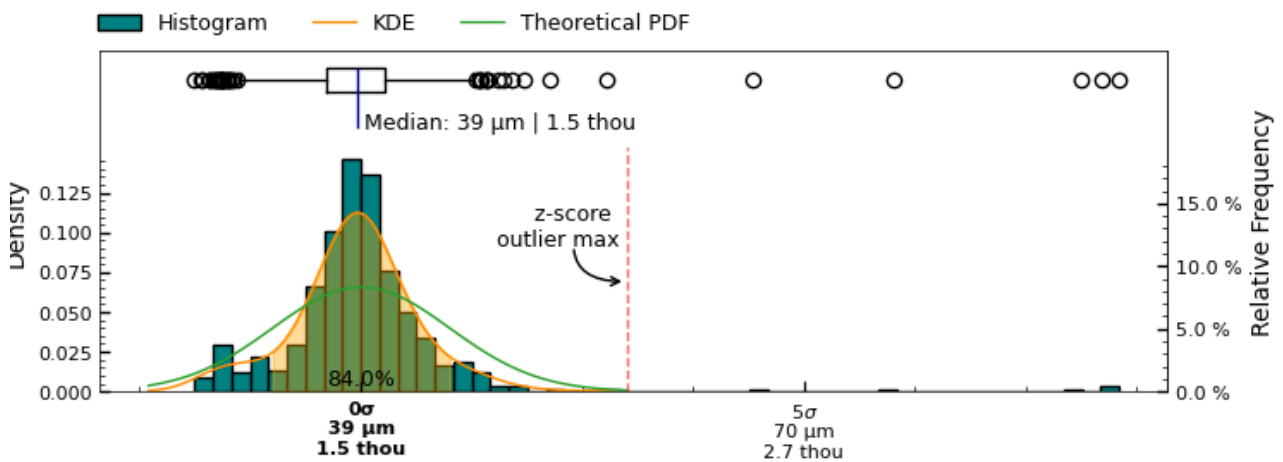 Histogram KDE Theoretical PDF
Median: 39 µm | 1.5 thou
Density
0.125
0.100
0.075
0.050
0.025
0.000
z-score
outlier max
84.0%
15.0 %
10.0 %
5.0 %
0.0 %
Relative Frequency
0σ
39 µm
1.5 thou
5σ
70 µm
2.7 thou